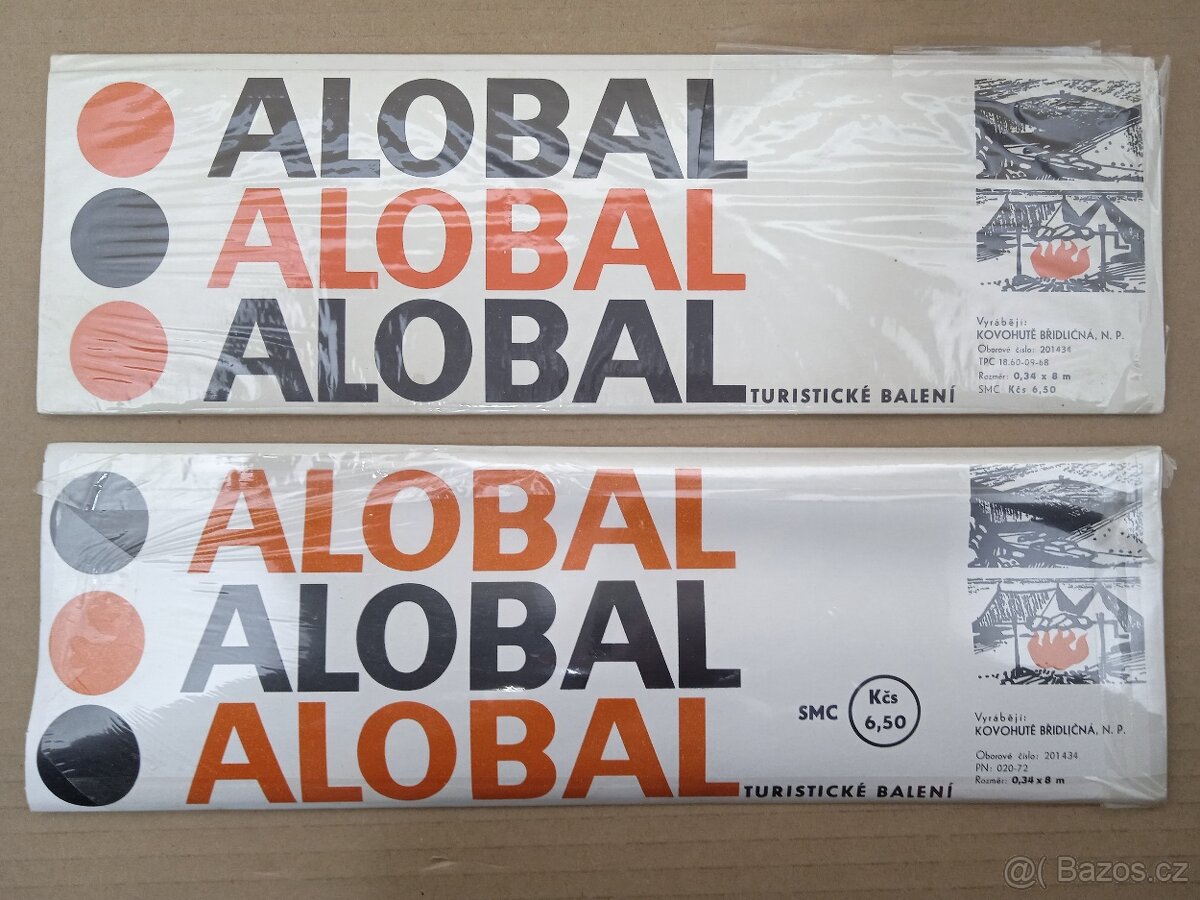 ALOBAL
ALOBAL
ALOBAL
TURISTICKÉ BALENÍ
Vyrábějí:
KOVOHUTĚ BŘIDLIČNÁ, N. P.
Oborové číslo: 201434
TPC 18.60-09-68
Rozměr: 0,34 x 8 m
SMC Kčs 6,50
ALOBAL
ALOBAL
ALOBAL
TURISTICKÉ BALENÍ
SMC
Kčs
6,50
Vyrábějí:
KOVOHUTĚ BŘIDLIČNÁ, N. P.
Oborové číslo: 201434
PN: 020-72
Rozměr: 0,34 x 8 m
@( Bazos.cz